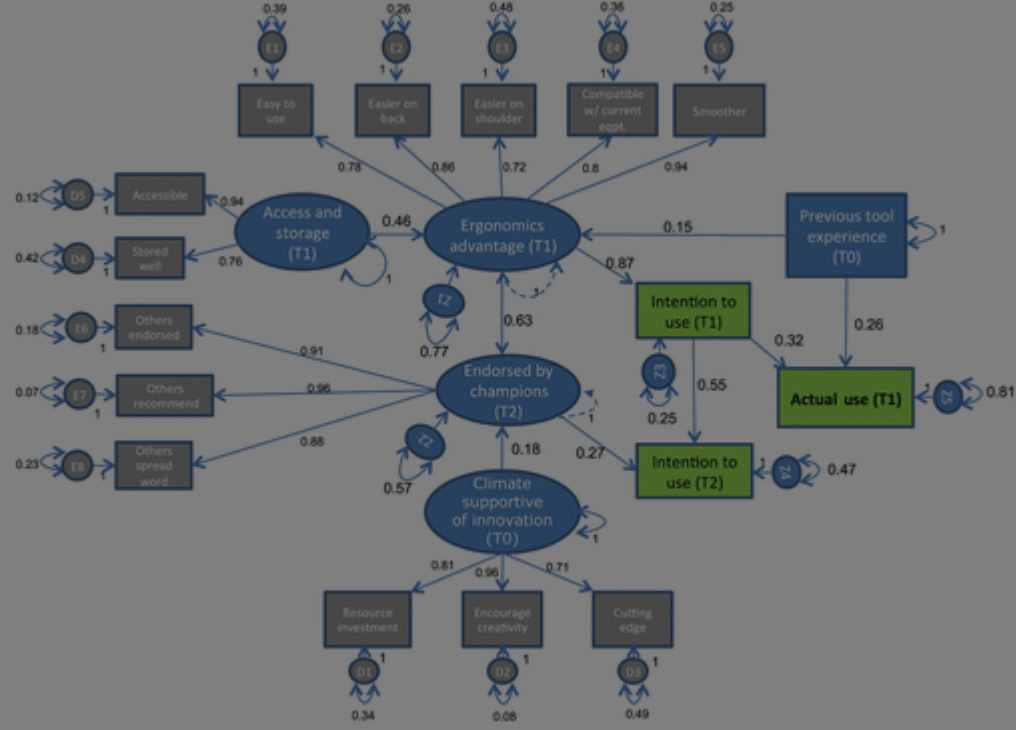 0.39
0.26
0.48
0.36
0.25
E1
E2
E3
E4
E5
1
1
1
1
1
Easy to
use
Easier on
back
Easier on
shoulder
Compatible
w/ current
eqpt.
Smoother
0.78
0.86
0.72
0.8
0.94
0.12
D5
1
Accessible
0.94
Access and
storage
(T1)
0.46
Ergonomics
advantage (T1)
0.15
Previous tool
experience
(T0)
1
0.42
D4
1
Stored
well
0.76
1
1
0.87
Z1
0.77
0.63
Intention to
use (T1)
0.32
0.26
0.18
E6
1
Others
endorsed
0.91
0.07
E7
1
Others
recommend
0.96
Endorsed by
champions
(T2)
1
Z3
0.25
0.55
Actual use (T1)
1
Z5
0.81
0.23
E8
1
Others
spread
word
0.88
Z2
0.57
0.18
0.27
Intention to
use (T2)
1
Z4
0.47
Climate
supportive
of innovation
(T0)
1
0.81
0.96
0.71
Resource
investment
Encourage
creativity
Cutting
edge
1
1
1
D1
D2
D3
0.34
0.08
0.49